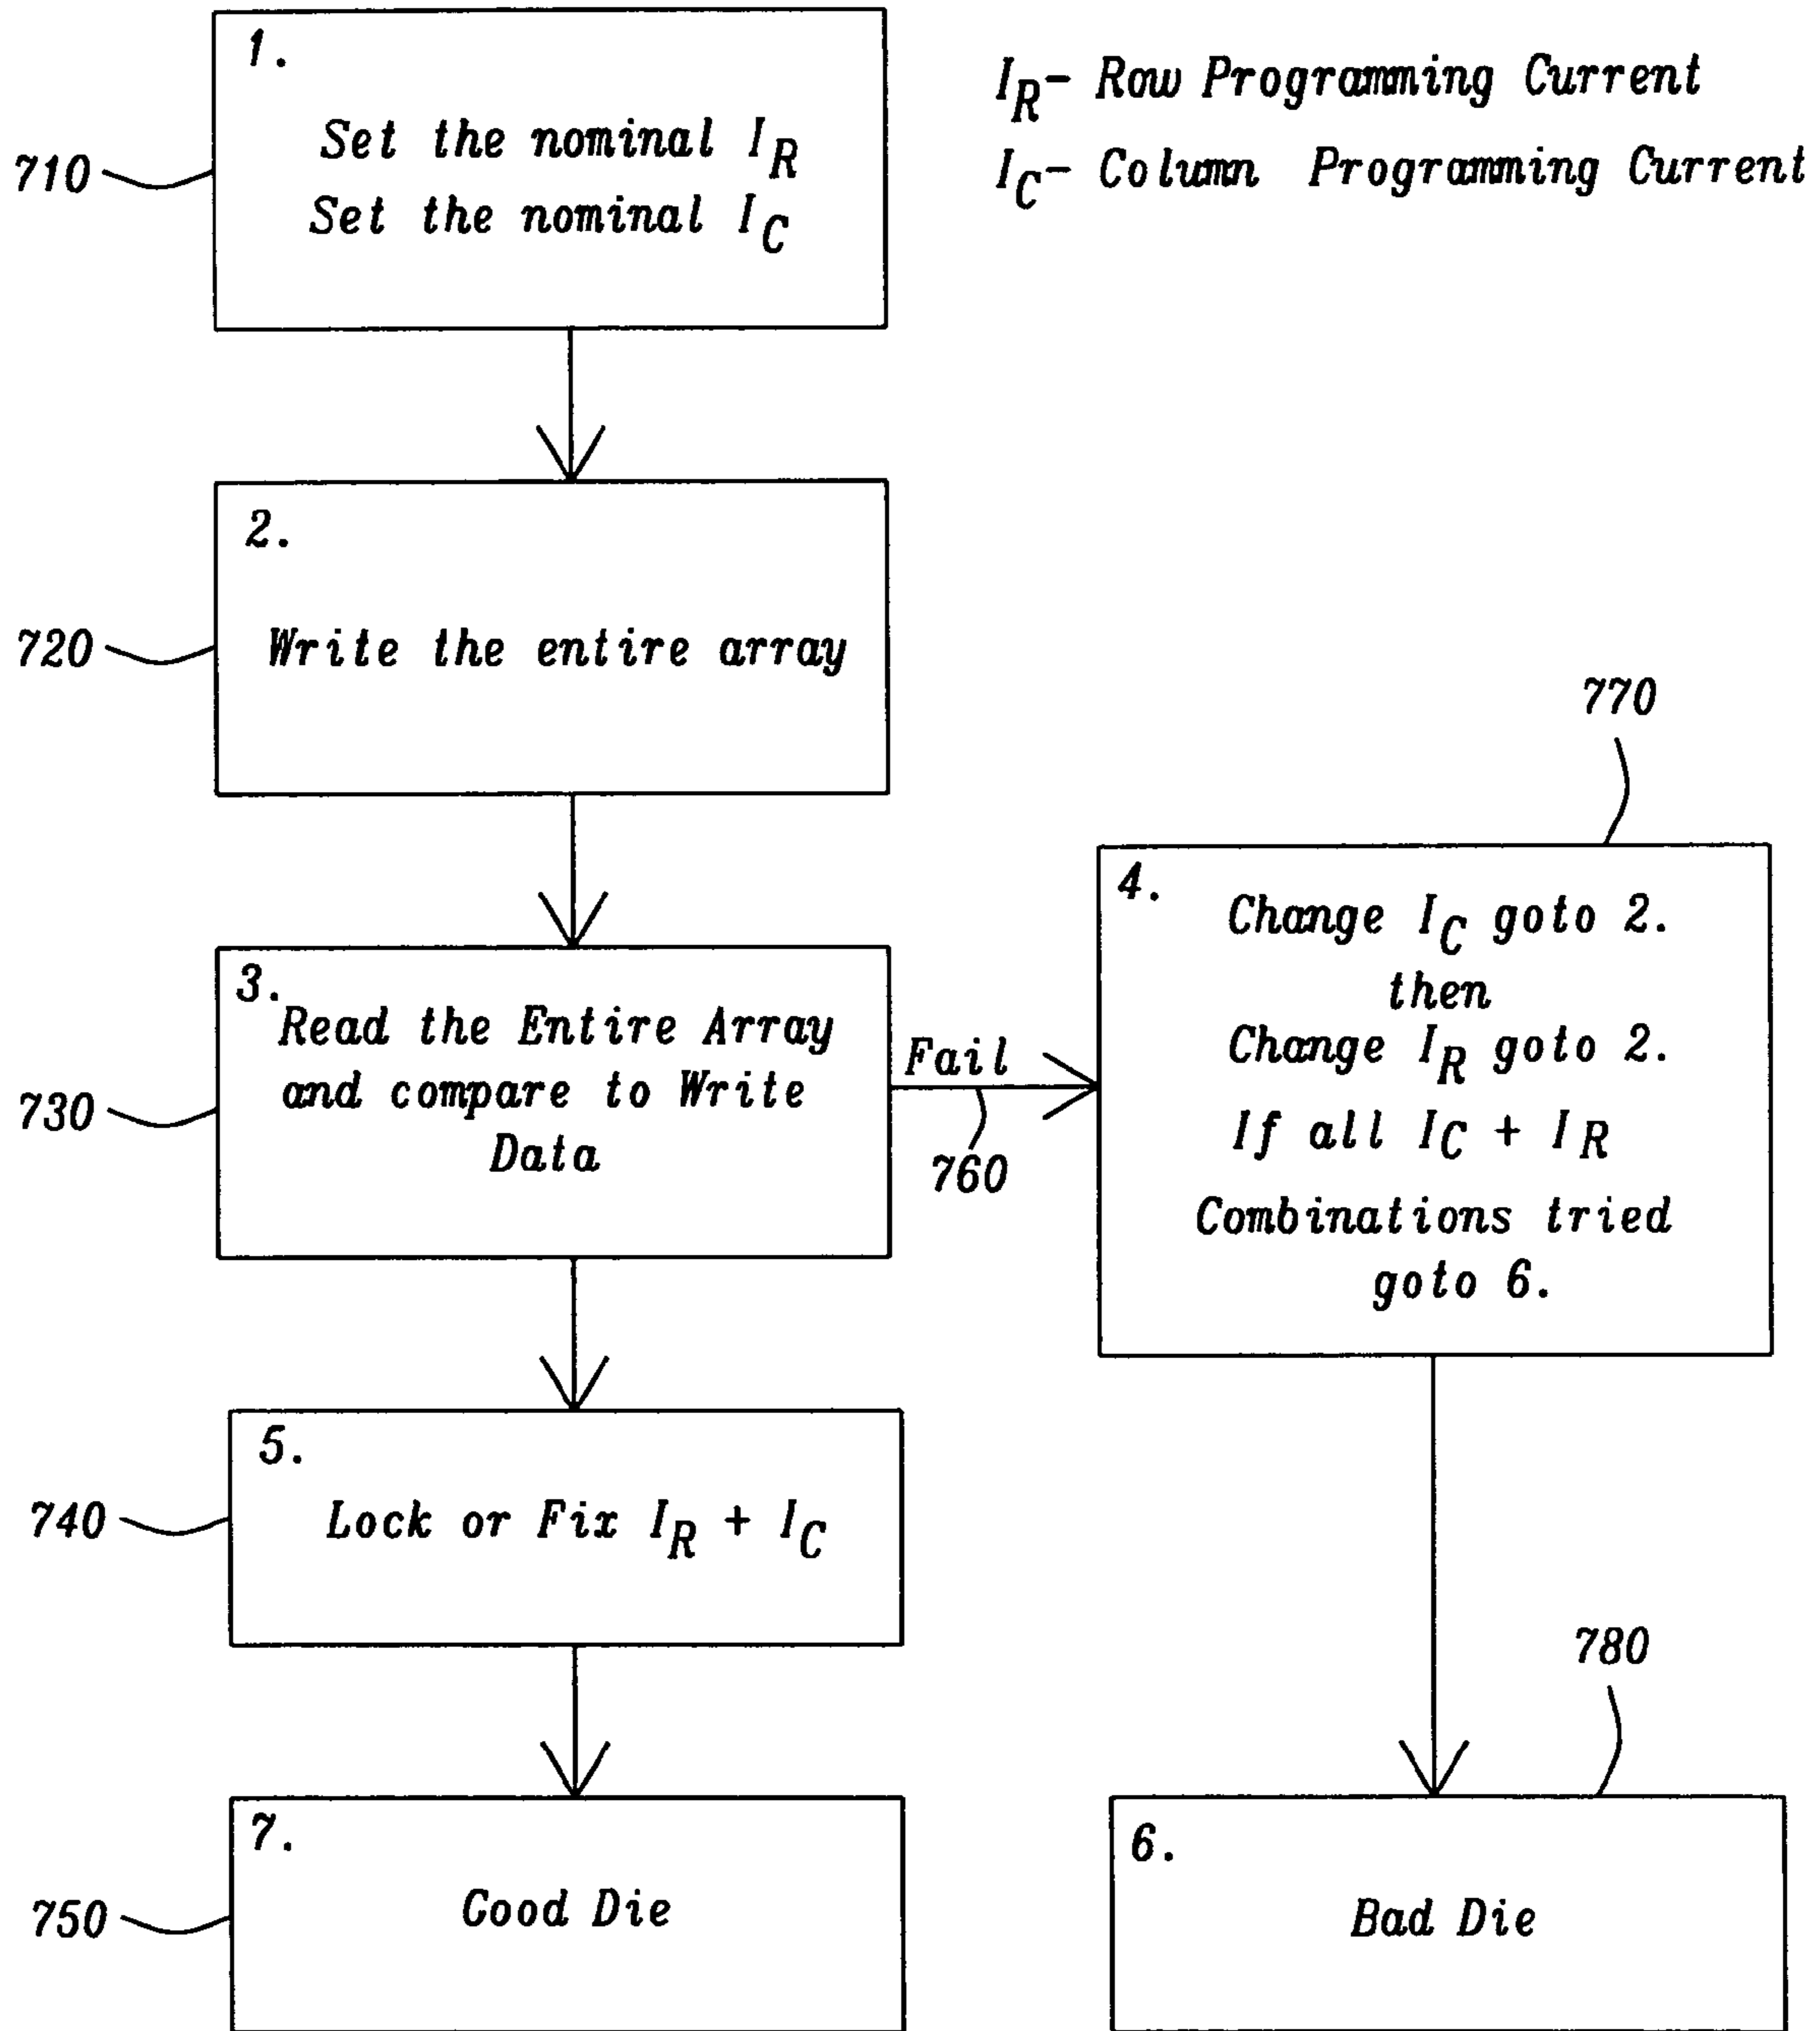 1.
Set the nominal I_R
Set the nominal I_C
710
I_R- Row Programming Current
I_C- Column Programming Current
2.
Write the entire array
720
770
3.
Read the Entire Array
and compare to Write
Data
730
Fail
760
4.
Change I_C goto 2.
then
Change I_R goto 2.
If all I_C + I_R
Combinations tried
goto 6.
5.
Lock or Fix I_R + I_C
740
780
7.
Good Die
750
6.
Bad Die